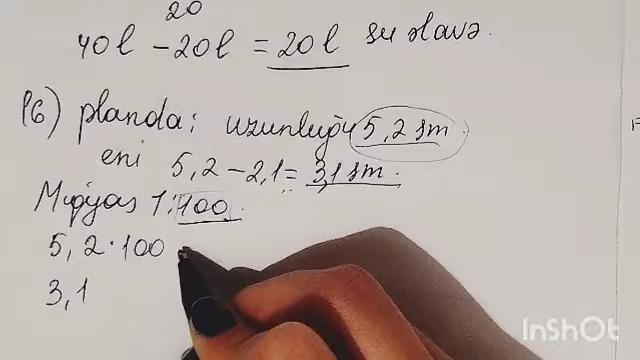 20
40l - 20l = 20l su əlavə.
16) planda: uzunluğu 5,2 sm.
eni 5,2 - 2,1 = 3,1 sm.
Miqyas 1:100.
5,2 · 100
3,1
InShOt